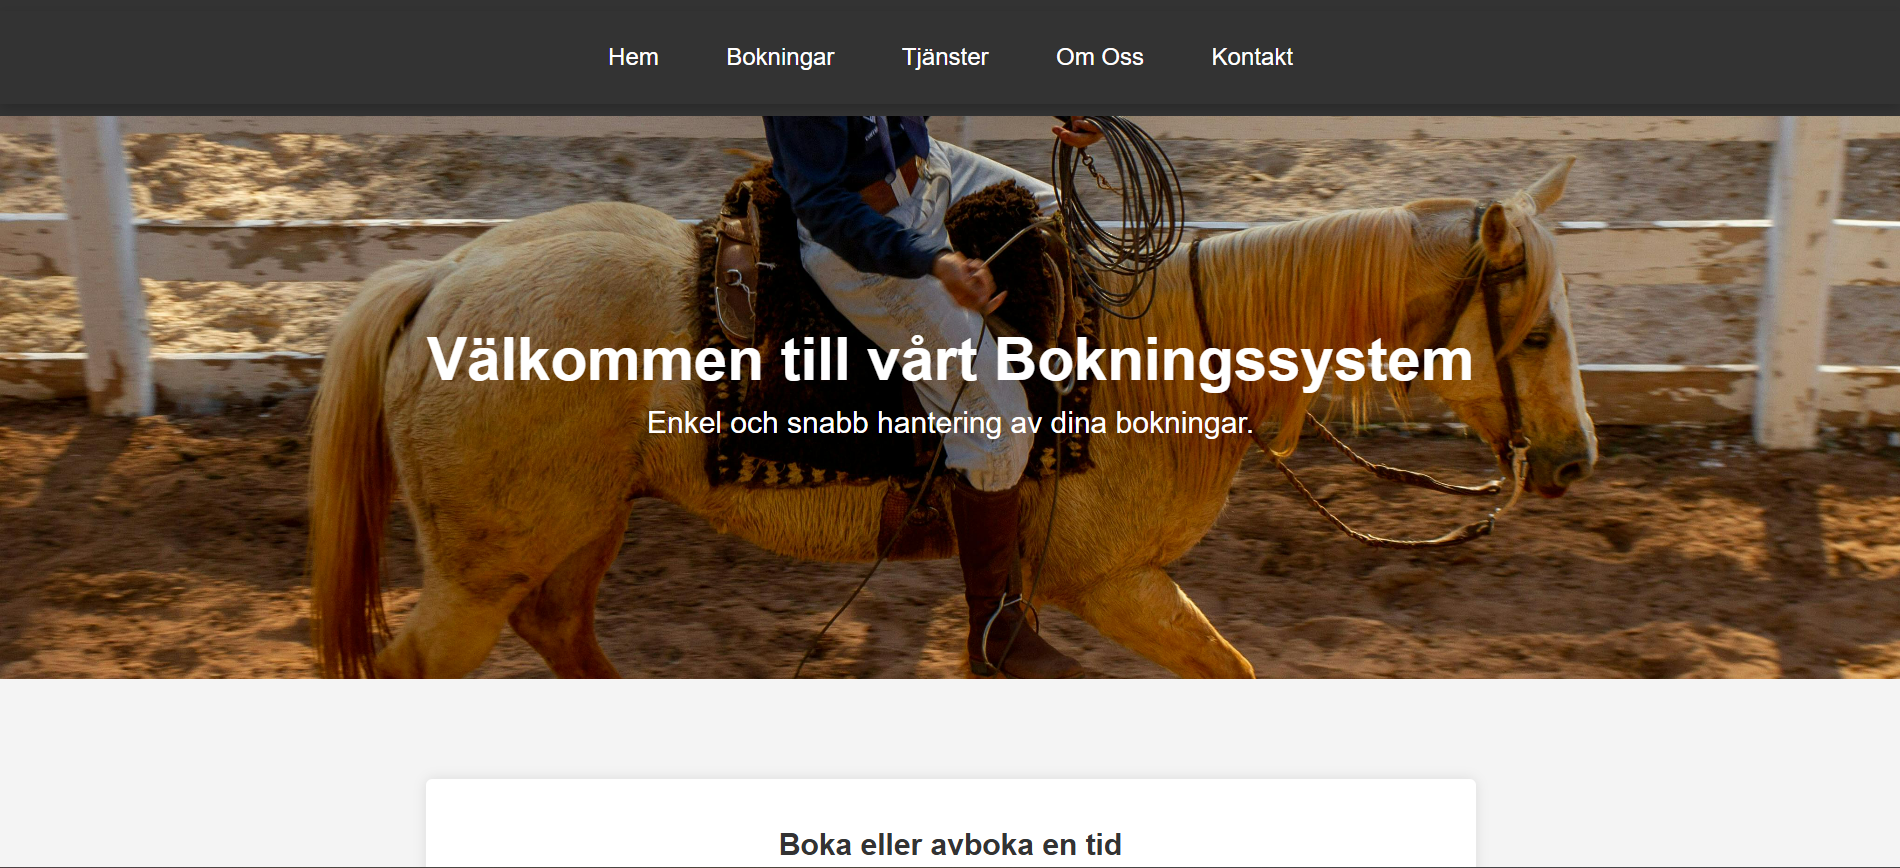 Hem Bokningar Tjänster Om Oss Kontakt
Välkommen till vårt Bokningssystem
Enkel och snabb hantering av dina bokningar.
Boka eller avboka en tid